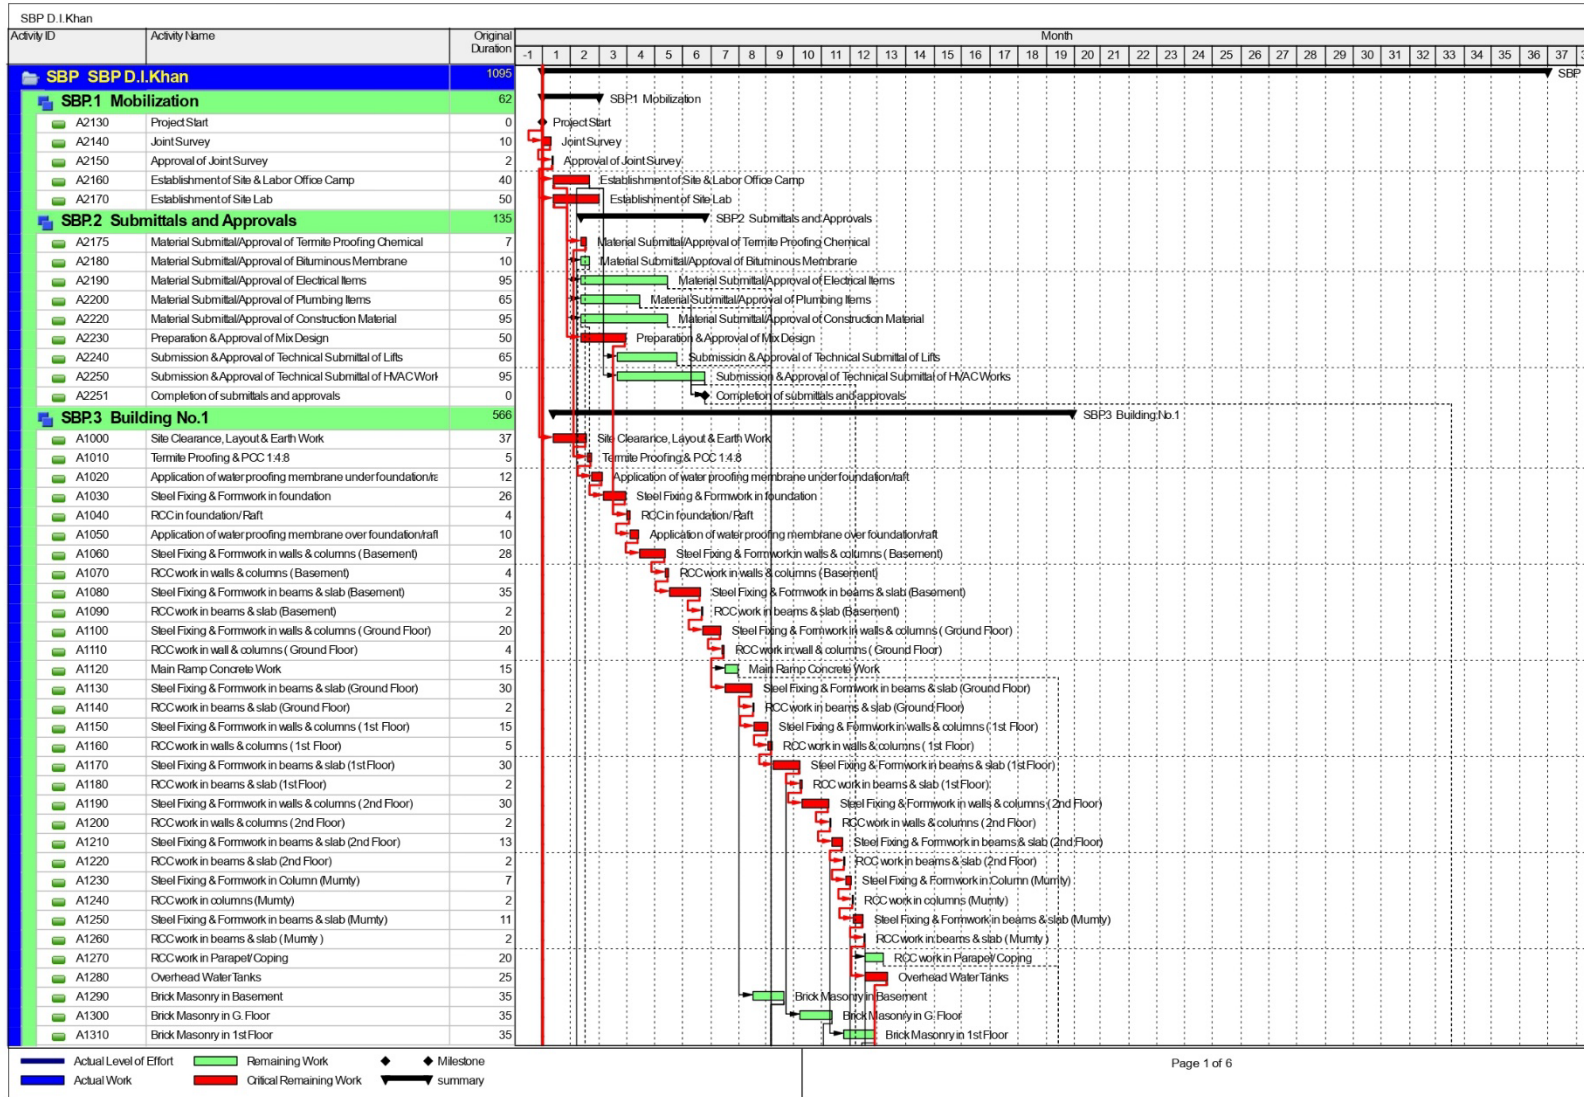 SBP D.I.Khan
Activity ID Activity Name Original Duration Month
-1 1 2 3 4 5 6 7 8 9 10 11 12 13 14 15 16 17 18 19 20 21 22 23 24 25 26 27 28 29 30 31 32 33 34 35 36 37 3
SBP SBP D.I.Khan 1095 SBP
SBP.1 Mobilization 62 SBP.1 Mobilization
A2130 Project Start 0 Project Start
A2140 Joint Survey 10 Joint Survey
A2150 Approval of Joint Survey 2 Approval of Joint Survey
A2160 Establishment of Site & Labor Office Camp 40 Establishment of Site & Labor Office Camp
A2170 Establishment of Site Lab 50 Establishment of Site Lab
SBP.2 Submittals and Approvals 135 SBP.2 Submittals and Approvals
A2175 Material Submittal/Approval of Termite Proofing Chemical 7 Material Submittal/Approval of Termite Proofing Chemical
A2180 Material Submittal/Approval of Bituminous Membrane 10 Material Submittal/Approval of Bituminous Membrane
A2190 Material Submittal/Approval of Electrical Items 95 Material Submittal/Approval of Electrical Items
A2200 Material Submittal/Approval of Plumbing Items 65 Material Submittal/Approval of Plumbing Items
A2220 Material Submittal/Approval of Construction Material 95 Material Submittal/Approval of Construction Material
A2230 Preparation & Approval of Mix Design 50 Preparation & Approval of Mix Design
A2240 Submission & Approval of Technical Submittal of Lifts 65 Submission & Approval of Technical Submittal of Lifts
A2250 Submission & Approval of Technical Submittal of HVAC Work 95 Submission & Approval of Technical Submittal of HVAC Works
A2251 Completion of submittals and approvals 0 Completion of submittals and approvals
SBP.3 Building No.1 566 SBP.3 Building No.1
A1000 Site Clearance, Layout & Earth Work 37 Site Clearance, Layout & Earth Work
A1010 Termite Proofing & PCC 1:4:8 5 Termite Proofing & PCC 1:4:8
A1020 Application of water proofing membrane under foundation/ra 12 Application of water proofing membrane under foundation/raft
A1030 Steel Fixing & Formwork in foundation 26 Steel Fixing & Formwork in foundation
A1040 RCC in foundation/ Raft 4 RCC in foundation/ Raft
A1050 Application of water proofing membrane over foundation/raft 10 Application of water proofing membrane over foundation/raft
A1060 Steel Fixing & Formwork in walls & columns ( Basement) 28 Steel Fixing & Formwork in walls & columns ( Basement)
A1070 RCC work in walls & columns ( Basement) 4 RCC work in walls & columns ( Basement)
A1080 Steel Fixing & Formwork in beams & slab (Basement) 35 Steel Fixing & Formwork in beams & slab (Basement)
A1090 RCC work in beams & slab (Basement) 2 RCC work in beams & slab (Basement)
A1100 Steel Fixing & Formwork in walls & columns ( Ground Floor) 20 Steel Fixing & Formwork in walls & columns ( Ground Floor)
A1110 RCC work in wall & columns ( Ground Floor) 4 RCC work in wall & columns ( Ground Floor)
A1120 Main Ramp Concrete Work 15 Main Ramp Concrete Work
A1130 Steel Fixing & Formwork in beams & slab (Ground Floor) 30 Steel Fixing & Formwork in beams & slab (Ground Floor)
A1140 RCC work in beams & slab (Ground Floor) 2 RCC work in beams & slab (Ground Floor)
A1150 Steel Fixing & Formwork in walls & columns ( 1st Floor) 15 Steel Fixing & Formwork in walls & columns ( 1st Floor)
A1160 RCC work in walls & columns ( 1st Floor) 5 RCC work in walls & columns ( 1st Floor)
A1170 Steel Fixing & Formwork in beams & slab (1st Floor) 30 Steel Fixing & Formwork in beams & slab (1st Floor)
A1180 RCC work in beams & slab (1st Floor) 2 RCC work in beams & slab (1st Floor)
A1190 Steel Fixing & Formwork in walls & columns ( 2nd Floor) 30 Steel Fixing & Formwork in walls & columns ( 2nd Floor)
A1200 RCC work in walls & columns ( 2nd Floor) 2 RCC work in walls & columns ( 2nd Floor)
A1210 Steel Fixing & Formwork in beams & slab (2nd Floor) 13 Steel Fixing & Formwork in beams & slab (2nd Floor)
A1220 RCC work in beams & slab (2nd Floor) 2 RCC work in beams & slab (2nd Floor)
A1230 Steel Fixing & Formwork in Column (Mumty) 7 Steel Fixing & Formwork in Column (Mumty)
A1240 RCC work in columns (Mumty) 2 RCC work in columns (Mumty)
A1250 Steel Fixing & Formwork in beams & slab (Mumty) 11 Steel Fixing & Formwork in beams & slab (Mumty)
A1260 RCC work in beams & slab ( Mumty ) 2 RCC work in beams & slab ( Mumty )
A1270 RCC work in Parapet/ Coping 20 RCC work in Parapet/ Coping
A1280 Overhead Water Tanks 25 Overhead Water Tanks
A1290 Brick Masonry in Basement 35 Brick Masonry in Basement
A1300 Brick Masonry in G. Floor 35 Brick Masonry in G. Floor
A1310 Brick Masonry in 1st Floor 35 Brick Masonry in 1st Floor
Actual Level of Effort Remaining Work Milestone Page 1 of 6
Actual Work Critical Remaining Work summary